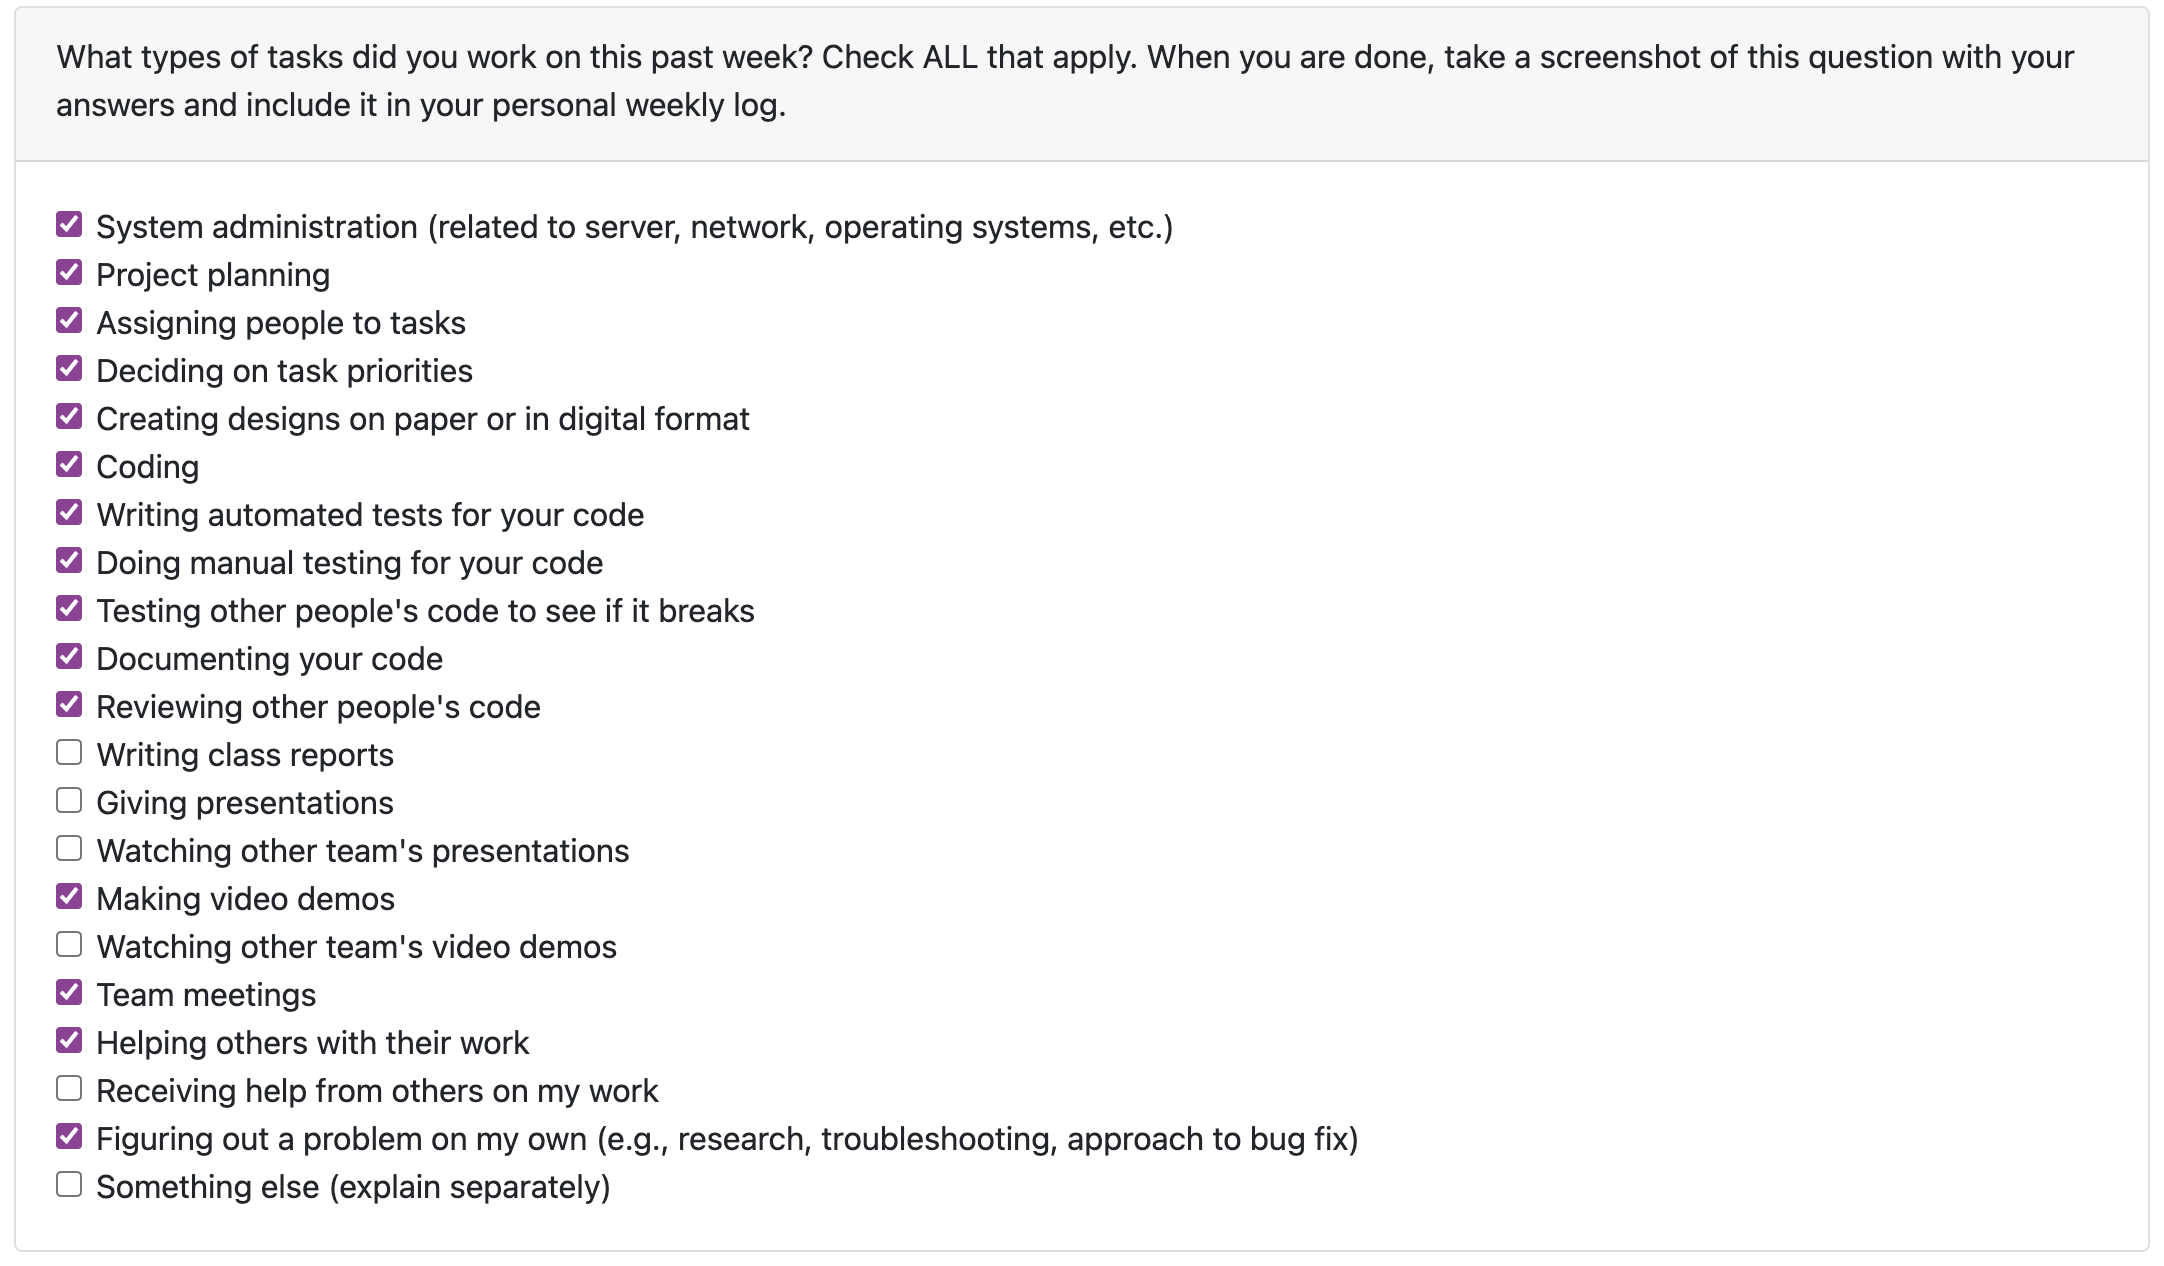 What types of tasks did you work on this past week? Check ALL that apply. When you are done, take a screenshot of this question with your
answers and include it in your personal weekly log.
System administration (related to server, network, operating systems, etc.)
Project planning
Assigning people to tasks
Deciding on task priorities
Creating designs on paper or in digital format
Coding
Writing automated tests for your code
Doing manual testing for your code
Testing other people's code to see if it breaks
Documenting your code
Reviewing other people's code
Writing class reports
Giving presentations
Watching other team's presentations
Making video demos
Watching other team's video demos
Team meetings
Helping others with their work
Receiving help from others on my work
Figuring out a problem on my own (e.g., research, troubleshooting, approach to bug fix)
Something else (explain separately)